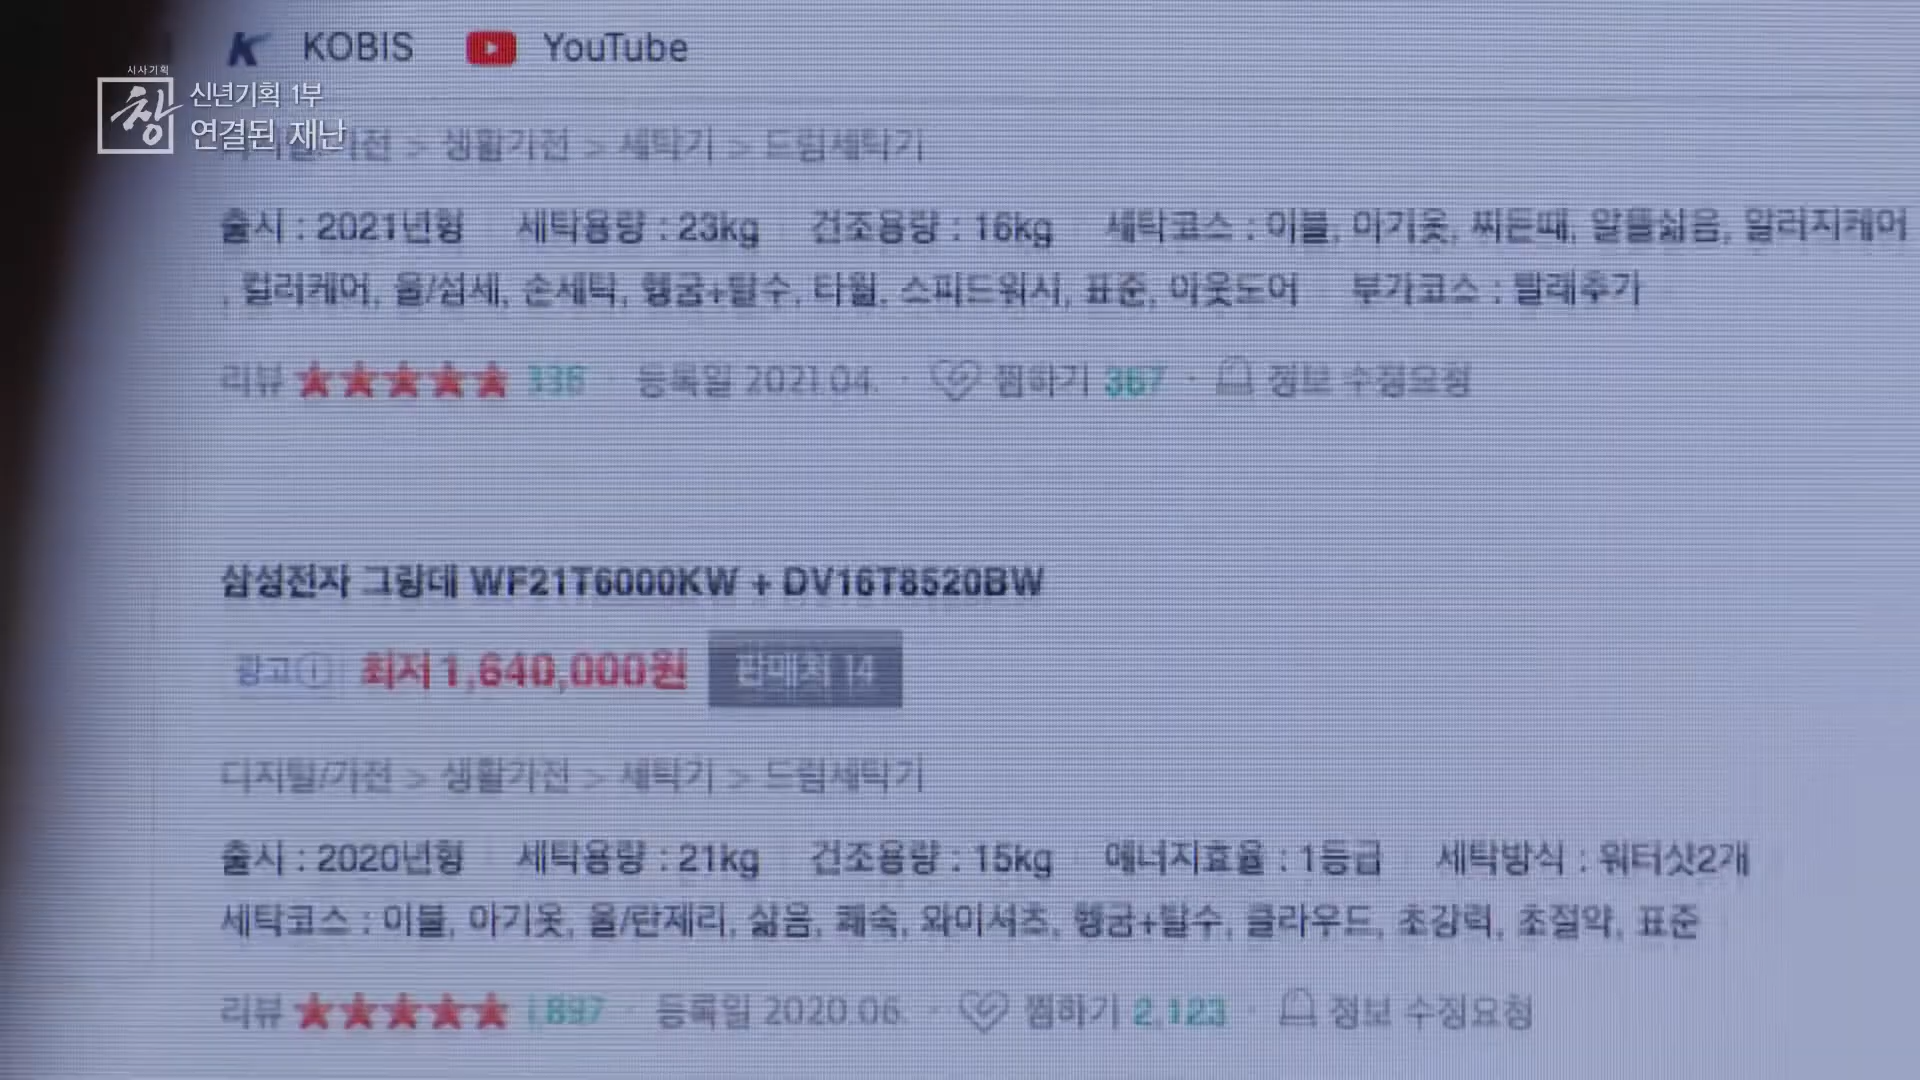 KOBIS YouTube
시사기획
창 신년기획 1부
연결된 재난
가전 > 생활가전 > 세탁기 > 드럼세탁기
출시 : 2021년형 세탁용량 : 23kg 건조용량 : 16kg 세탁코스 : 이불, 아기옷, 찌든때, 알뜰삶음, 알러지케어
, 컬러케어, 울/섬세, 손세탁, 헹굼+탈수, 타월, 스피드워시, 표준, 아웃도어 부가코스 : 빨래추가
리뷰 ★★★★★ 336 · 등록일 2021.04. · 찜하기 367 · 정보 수정요청
삼성전자 그랑데 WF21T6000KW + DV16T8520BW
광고 최저 1,640,000원 판매처 14
디지털/가전 > 생활가전 > 세탁기 > 드럼세탁기
출시 : 2020년형 세탁용량 : 21kg 건조용량 : 15kg 에너지효율 : 1등급 세탁방식 : 워터샷2개
세탁코스 : 이불, 아기옷, 울/란제리, 삶음, 쾌속, 와이셔츠, 헹굼+탈수, 클라우드, 초강력, 초절약, 표준
리뷰 ★★★★★ 1,897 · 등록일 2020.06. · 찜하기 2,123 · 정보 수정요청